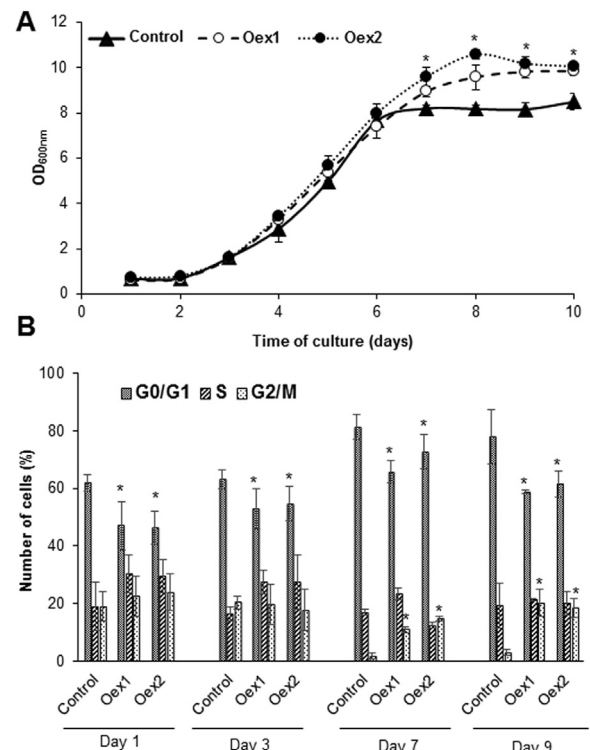 A
12
Control Oex1 Oex2
* * * *
10
8
6
4
2
0
OD600nm
0 2 4 6 8 10
Time of culture (days)
B
100
G0/G1 S G2/M
80
60
40
20
0
Number of cells (%)
* * * * * * * * * * * *
Control Oex1 Oex2 Control Oex1 Oex2 Control Oex1 Oex2 Control Oex1 Oex2
Day 1 Day 3 Day 7 Day 9